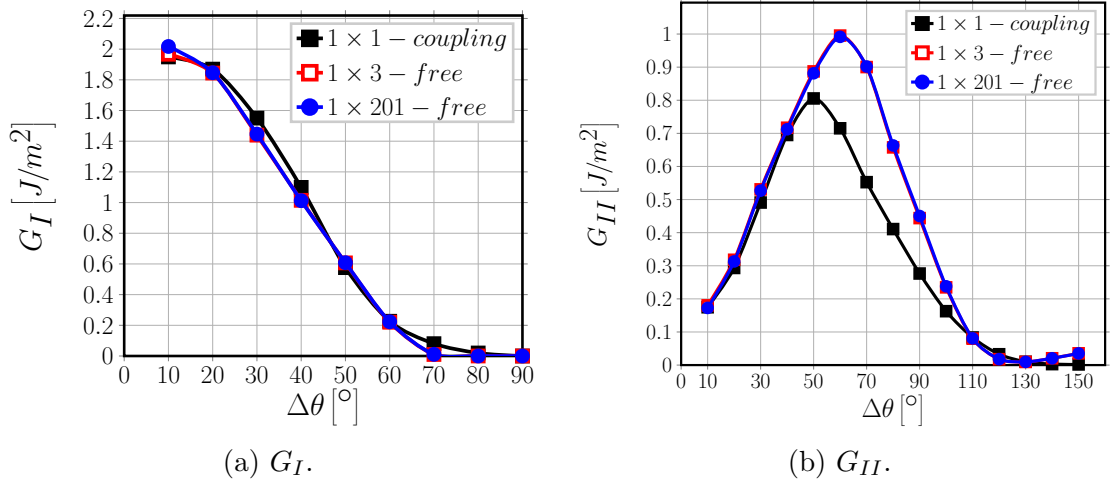 2.2
2
1.8
1.6
1.4
1.2
1
0.8
0.6
0.4
0.2
0
G_I [J/m²]
1 × 1 − coupling
1 × 3 − free
1 × 201 − free
0 10 20 30 40 50 60 70 80 90
Δθ [°]
(a) G_I.
1
0.9
0.8
0.7
0.6
0.5
0.4
0.3
0.2
0.1
0
G_II [J/m²]
1 × 1 − coupling
1 × 3 − free
1 × 201 − free
0 10 30 50 70 90 110 130 150
Δθ [°]
(b) G_II.